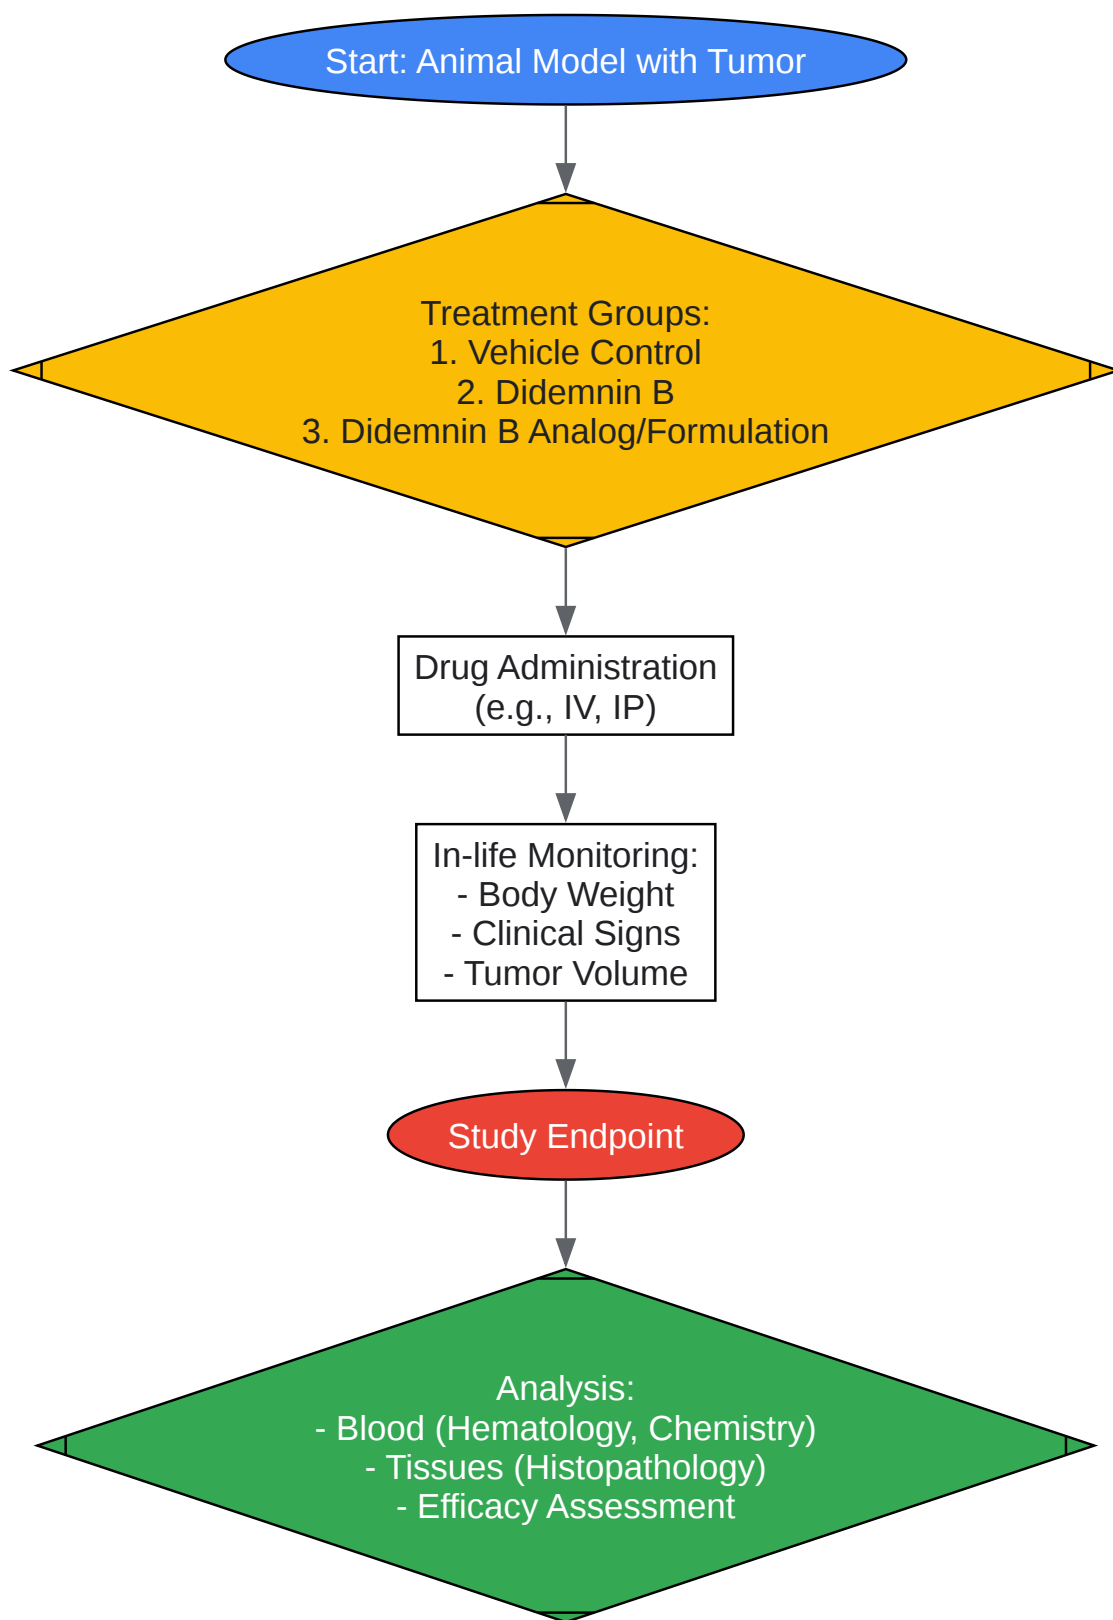 Start: Animal Model with Tumor
Treatment Groups:
1. Vehicle Control
2. Didemnin B
3. Didemnin B Analog/Formulation
Drug Administration
(e.g., IV, IP)
In-life Monitoring:
- Body Weight
- Clinical Signs
- Tumor Volume
Study Endpoint
Analysis:
- Blood (Hematology, Chemistry)
- Tissues (Histopathology)
- Efficacy Assessment